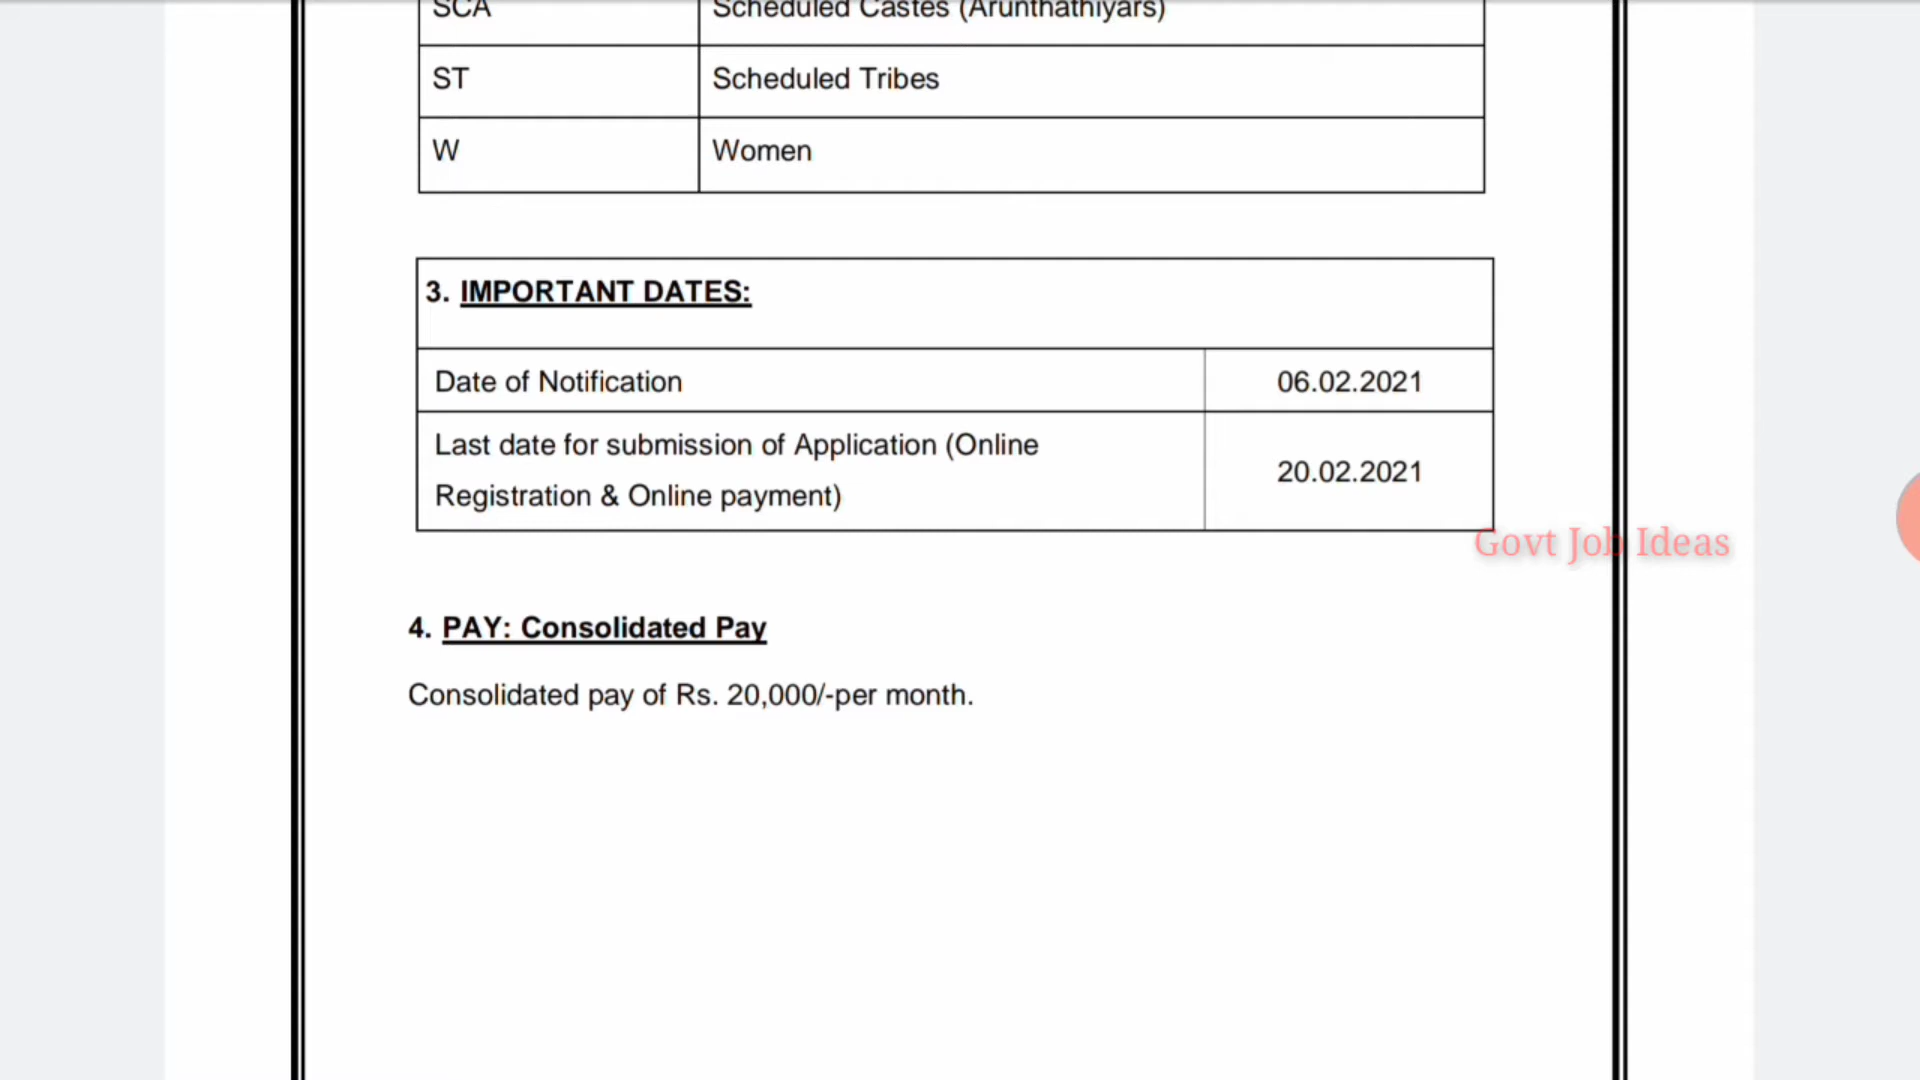 SCA Scheduled Castes (Arunthathiyars)
ST Scheduled Tribes
W Women
3. IMPORTANT DATES:
Date of Notification 06.02.2021
Last date for submission of Application (Online
Registration & Online payment) 20.02.2021
Govt Job Ideas
4. PAY: Consolidated Pay
Consolidated pay of Rs. 20,000/-per month.